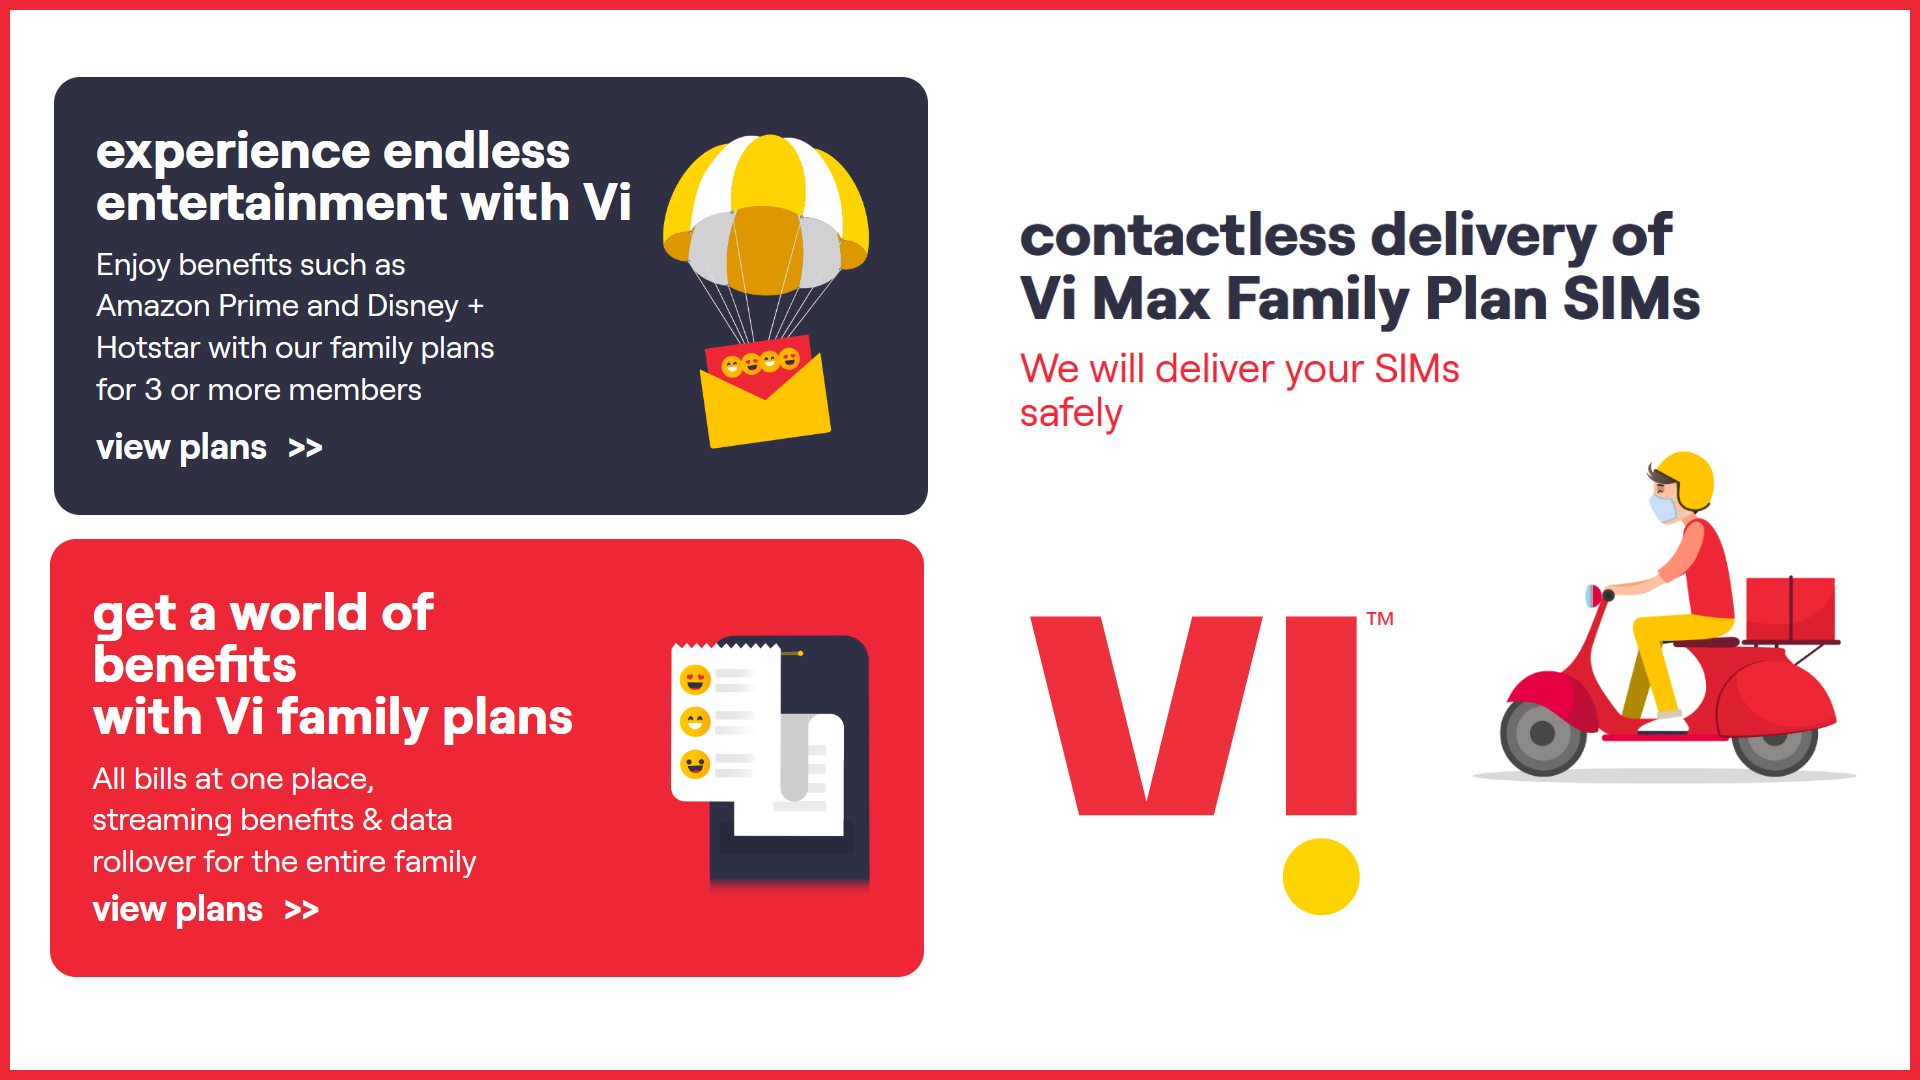 experience endless
entertainment with Vi
Enjoy benefits such as
Amazon Prime and Disney +
Hotstar with our family plans
for 3 or more members
view plans >>
get a world of
benefits
with Vi family plans
All bills at one place,
streaming benefits & data
rollover for the entire family
view plans >>
contactless delivery of
Vi Max Family Plan SIMs
We will deliver your SIMs
safely
VI™